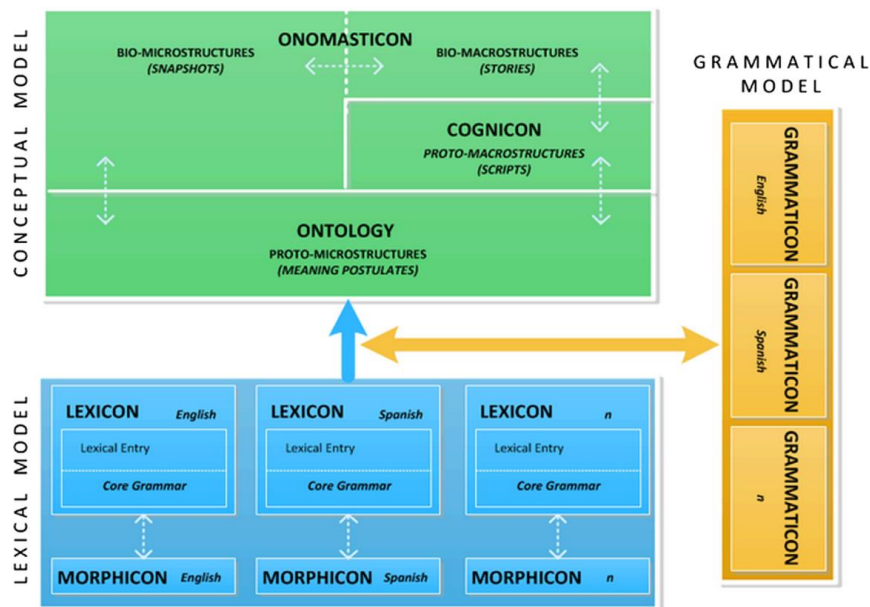 CONCEPTUAL MODEL
ONOMASTICON
BIO-MICROSTRUCTURES
(SNAPSHOTS)
BIO-MACROSTRUCTURES
(STORIES)
COGNICON
PROTO-MACROSTRUCTURES
(SCRIPTS)
ONTOLOGY
PROTO-MICROSTRUCTURES
(MEANING POSTULATES)
GRAMMATICAL
MODEL
GRAMMATICON
English
GRAMMATICON
Spanish
GRAMMATICON
n
LEXICAL MODEL
LEXICON English
Lexical Entry
Core Grammar
MORPHICON English
LEXICON Spanish
Lexical Entry
Core Grammar
MORPHICON Spanish
LEXICON n
Lexical Entry
Core Grammar
MORPHICON n